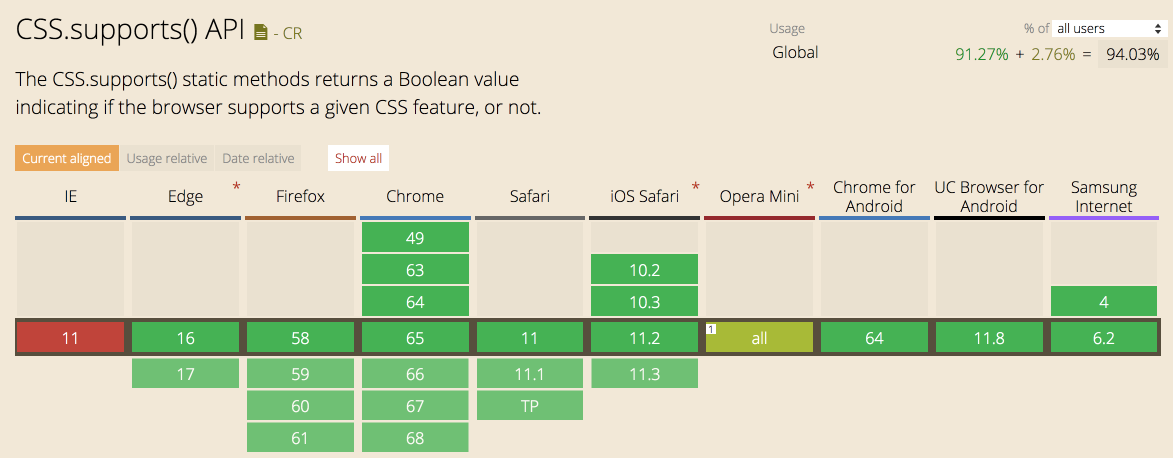 CSS.supports() API - CR
Usage
% of all users
Global
91.27% + 2.76% = 94.03%
The CSS.supports() static methods returns a Boolean value
indicating if the browser supports a given CSS feature, or not.
Current aligned Usage relative Date relative Show all
IE Edge * Firefox Chrome Safari iOS Safari * Opera Mini * Chrome for Android UC Browser for Android Samsung Internet
49
63 10.2
64 10.3 4
11 16 58 65 11 11.2 1 all 64 11.8 6.2
17 59 66 11.1 11.3
60 67 TP
61 68